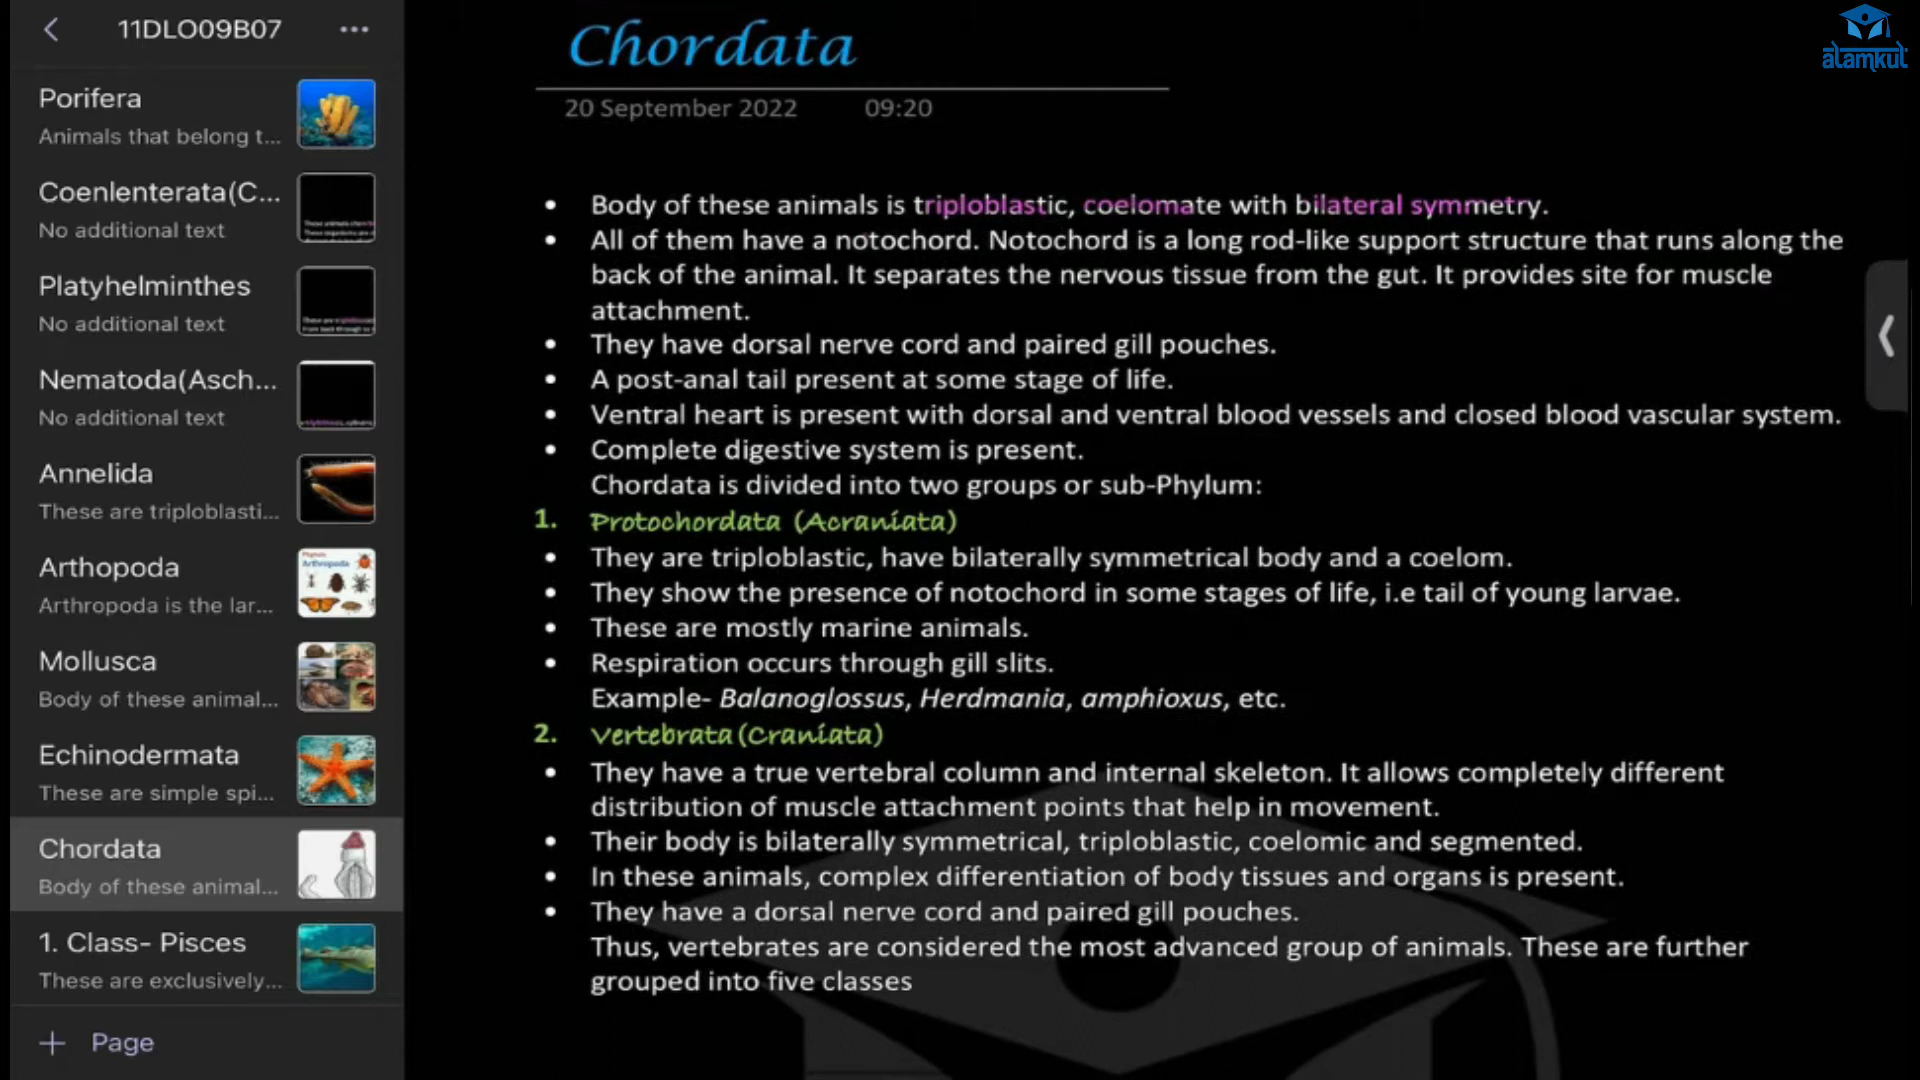 11DLO09B07
Porifera
Animals that belong t...
Coenlenterata(C...
No additional text
Platyhelminthes
No additional text
Nematoda(Asch...
No additional text
Annelida
These are triploblasti...
Arthopoda
Arthropoda is the lar...
Mollusca
Body of these animal...
Echinodermata
These are simple spi...
Chordata
Body of these animal...
1. Class- Pisces
These are exclusively...
+ Page
Chordata
20 September 2022 09:20
• Body of these animals is triploblastic, coelomate with bilateral symmetry.
• All of them have a notochord. Notochord is a long rod-like support structure that runs along the
back of the animal. It separates the nervous tissue from the gut. It provides site for muscle
attachment.
• They have dorsal nerve cord and paired gill pouches.
• A post-anal tail present at some stage of life.
• Ventral heart is present with dorsal and ventral blood vessels and closed blood vascular system.
• Complete digestive system is present.
Chordata is divided into two groups or sub-Phylum:
1. Protochordata (Acraniata)
• They are triploblastic, have bilaterally symmetrical body and a coelom.
• They show the presence of notochord in some stages of life, i.e tail of young larvae.
• These are mostly marine animals.
• Respiration occurs through gill slits.
Example- Balanoglossus, Herdmania, amphioxus, etc.
2. Vertebrata (Craniata)
• They have a true vertebral column and internal skeleton. It allows completely different
distribution of muscle attachment points that help in movement.
• Their body is bilaterally symmetrical, triploblastic, coelomic and segmented.
• In these animals, complex differentiation of body tissues and organs is present.
• They have a dorsal nerve cord and paired gill pouches.
Thus, vertebrates are considered the most advanced group of animals. These are further
grouped into five classes
alamkut